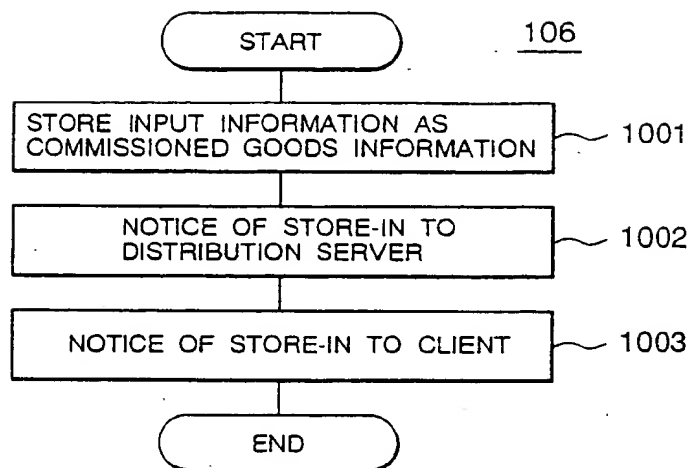 START
106
STORE INPUT INFORMATION AS
COMMISSIONED GOODS INFORMATION
1001
NOTICE OF STORE-IN TO
DISTRIBUTION SERVER
1002
NOTICE OF STORE-IN TO CLIENT
1003
END